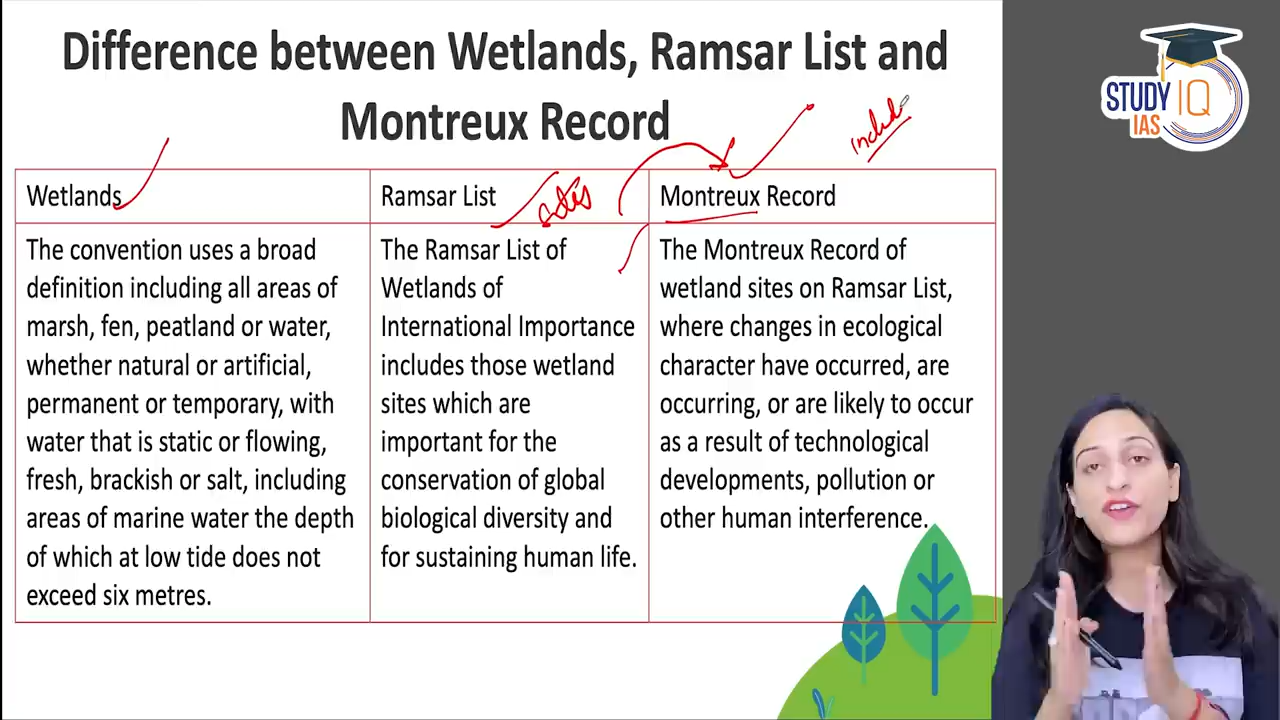 Difference between Wetlands, Ramsar List and
Montreux Record
STUDY IQ
IAS
includ
Wetlands
Ramsar List
sites
Montreux Record
The convention uses a broad
definition including all areas of
marsh, fen, peatland or water,
whether natural or artificial,
permanent or temporary, with
water that is static or flowing,
fresh, brackish or salt, including
areas of marine water the depth
of which at low tide does not
exceed six metres.
The Ramsar List of
Wetlands of
International Importance
includes those wetland
sites which are
important for the
conservation of global
biological diversity and
for sustaining human life.
The Montreux Record of
wetland sites on Ramsar List,
where changes in ecological
character have occurred, are
occurring, or are likely to occur
as a result of technological
developments, pollution or
other human interference.